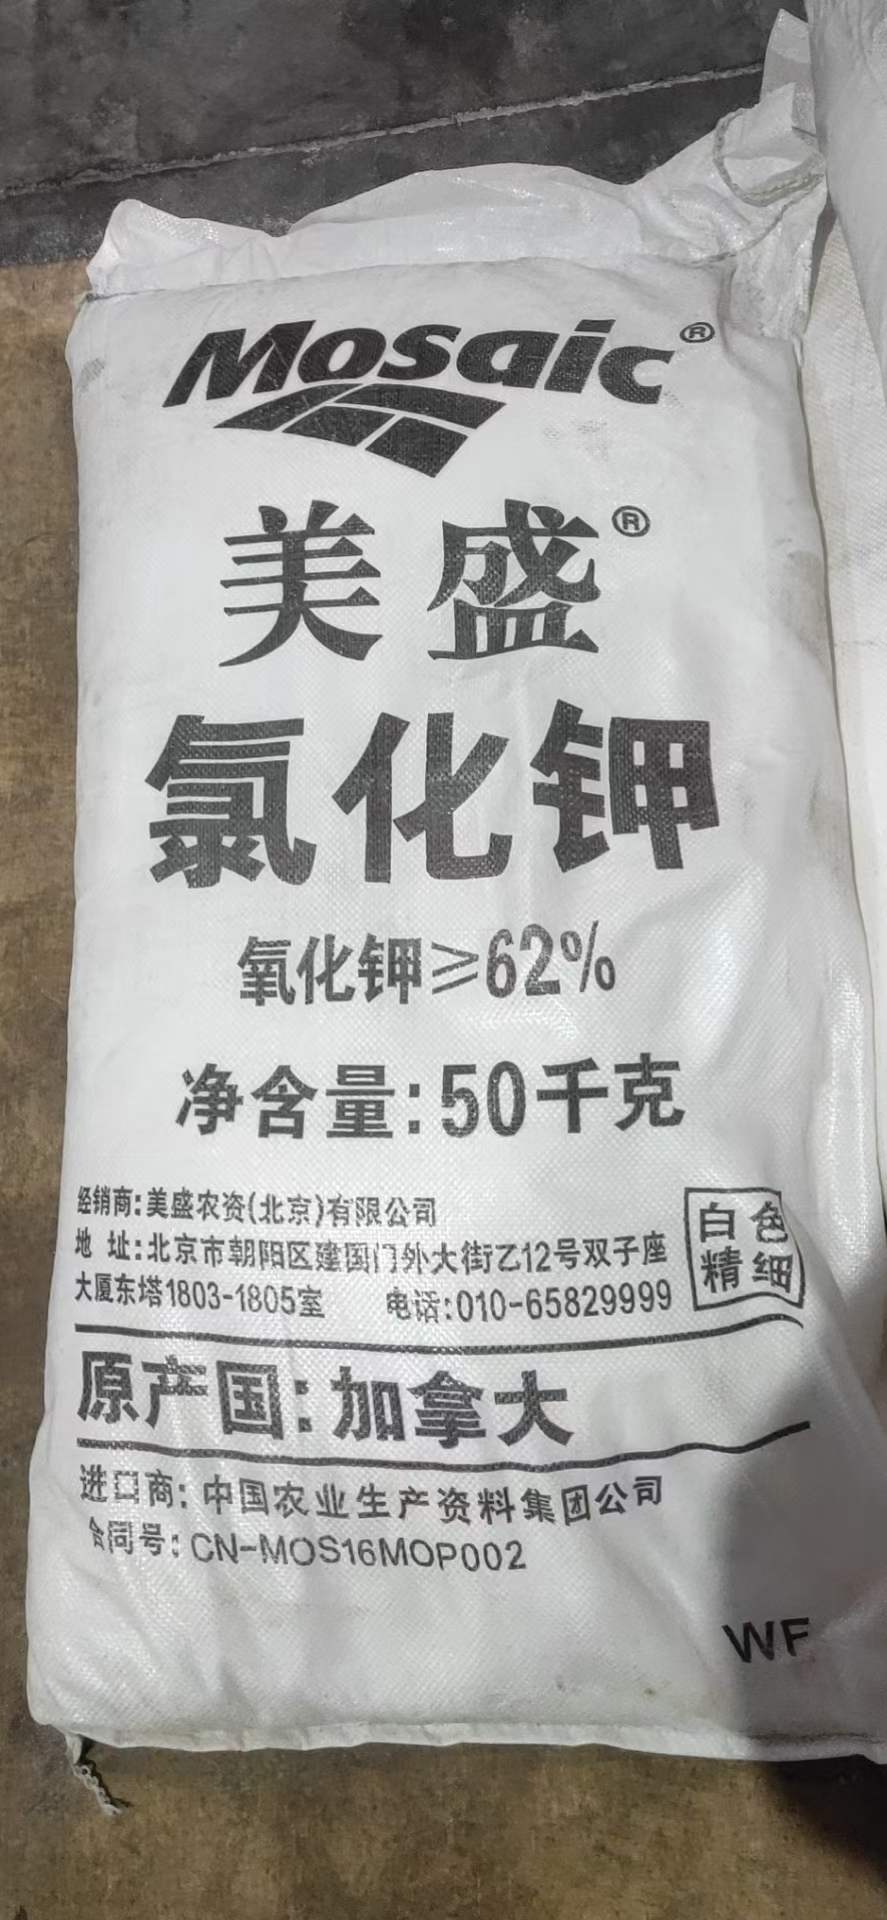 Mosaic®
美盛®
氯化钾
氧化钾≥62%
净含量:50千克
经销商:美盛农资(北京)有限公司
地 址:北京市朝阳区建国门外大街乙12号双子座
大厦东塔1803-1805室 电话:010-65829999
白色
精细
原产国:加拿大
进口商:中国农业生产资料集团公司
合同号:CN-MOS16MOP002
WF